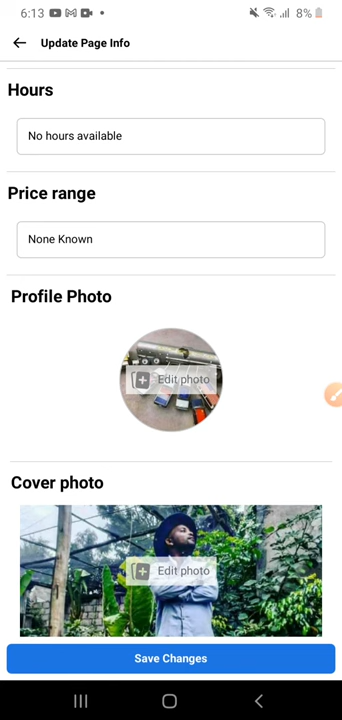 6:13
8%
Update Page Info
Hours
No hours available
Price range
None Known
Profile Photo
Edit photo
Cover photo
Edit photo
Save Changes